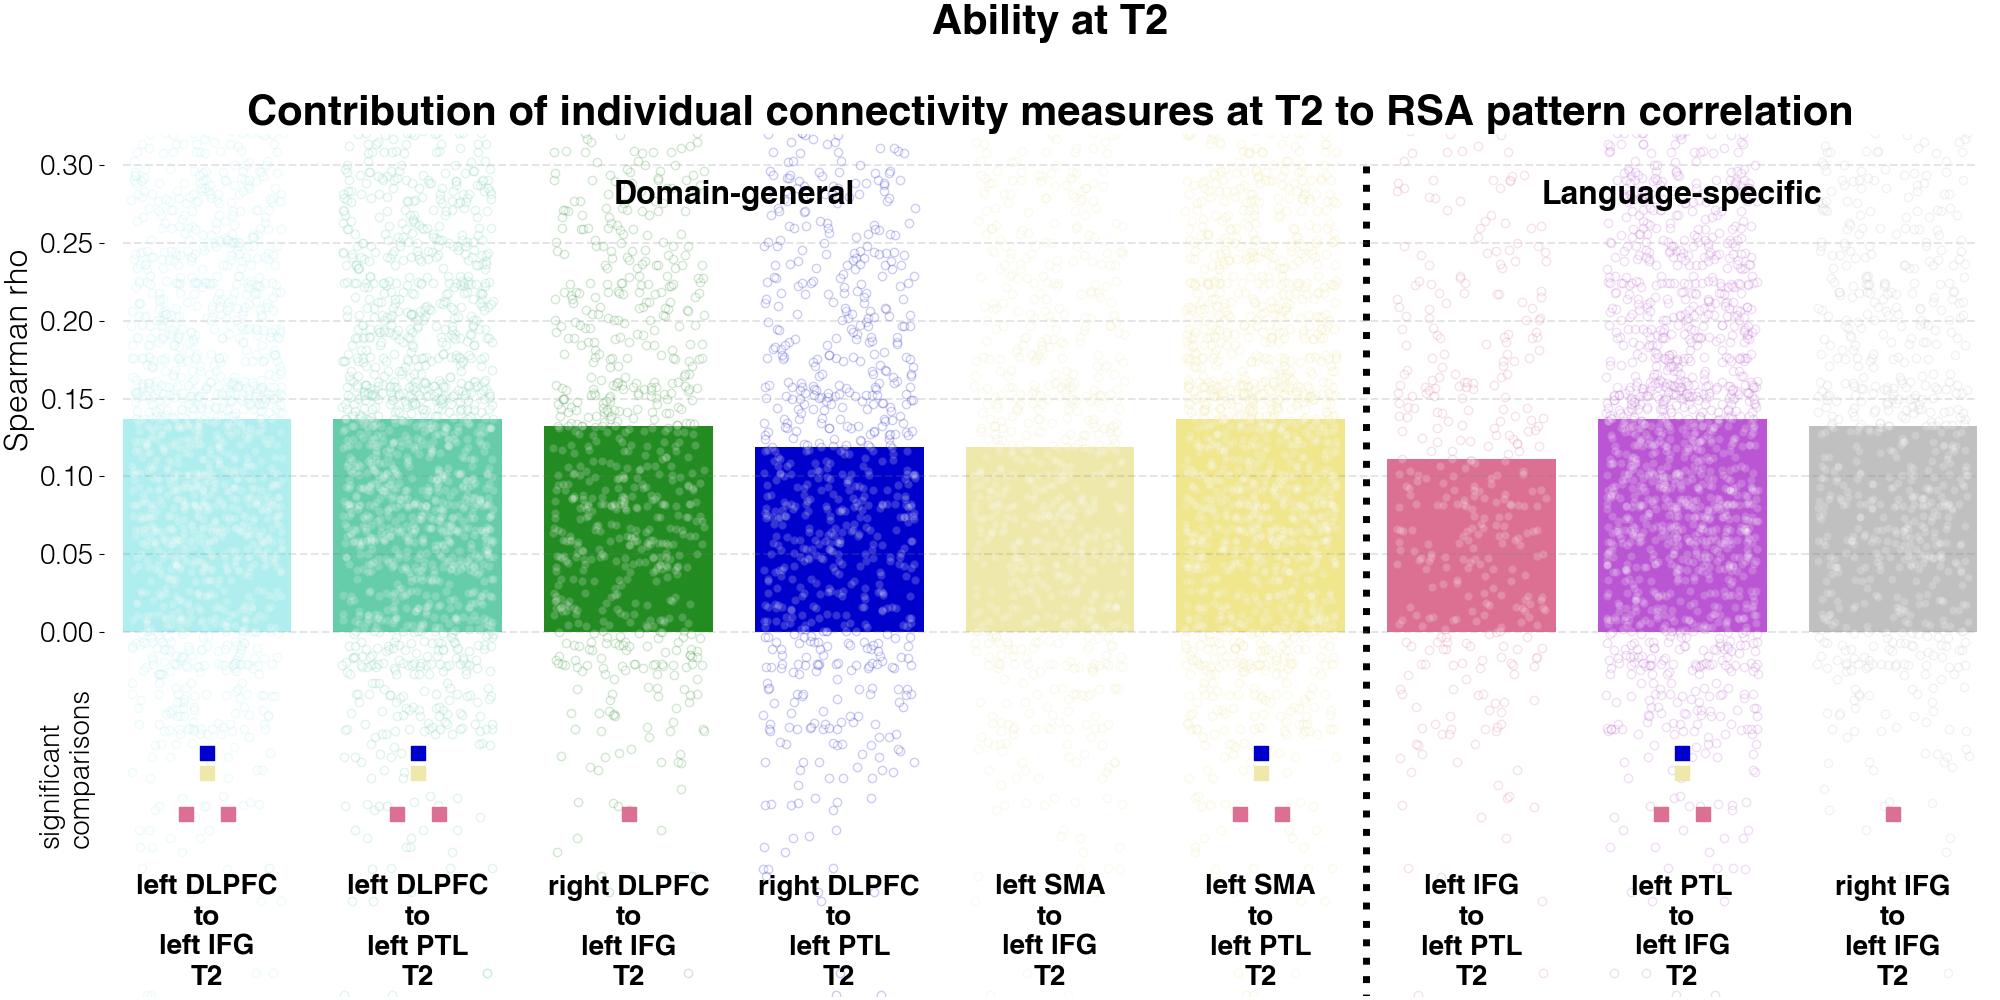 Ability at T2
Contribution of individual connectivity measures at T2 to RSA pattern correlation
Domain-general
Language-specific
Spearman rho
0.30
0.25
0.20
0.15
0.10
0.05
0.00
significant
comparisons
left DLPFC
to
left IFG
T2
left DLPFC
to
left PTL
T2
right DLPFC
to
left IFG
T2
right DLPFC
to
left PTL
T2
left SMA
to
left IFG
T2
left SMA
to
left PTL
T2
left IFG
to
left PTL
T2
left PTL
to
left IFG
T2
right IFG
to
left IFG
T2